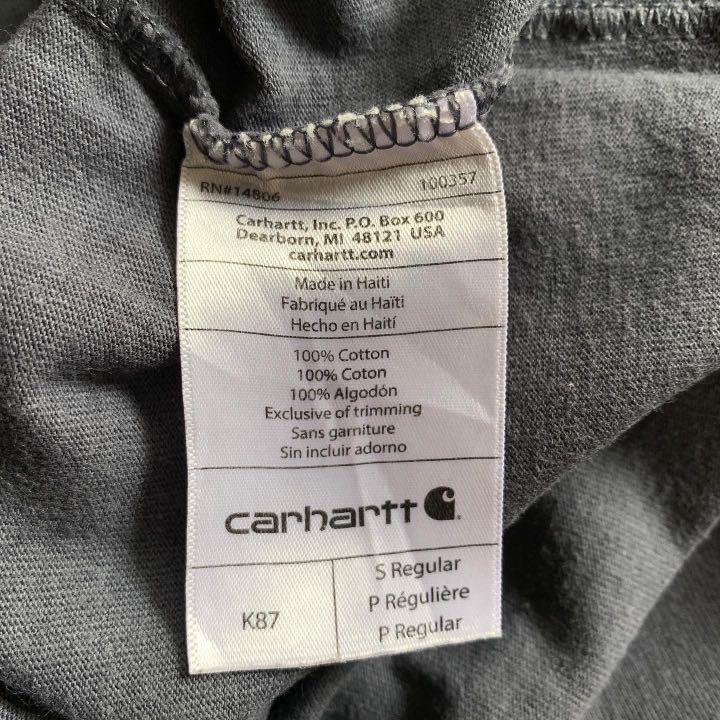 RN#14806 100357
Carhartt, Inc. P.O. Box 600
Dearborn, MI 48121 USA
carhartt.com
Made in Haiti
Fabriqué au Haïti
Hecho en Haití
100% Cotton
100% Coton
100% Algodón
Exclusive of trimming
Sans garniture
Sin incluir adorno
carhartt
K87
S Regular
P Régulière
P Regular